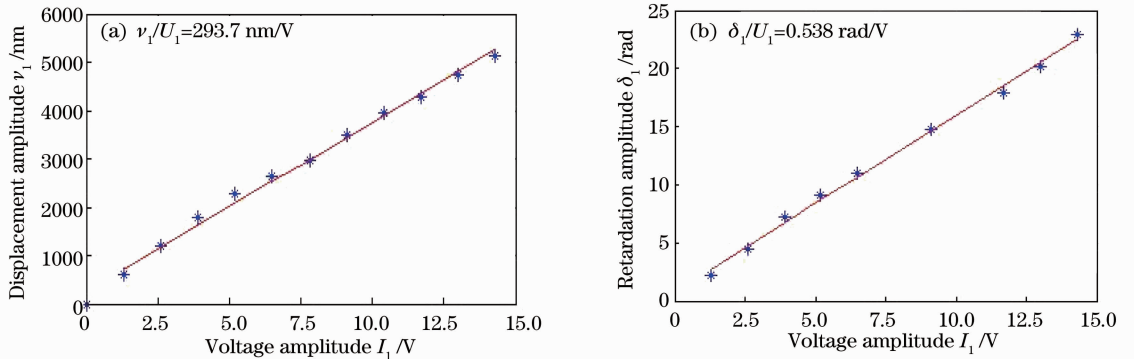 (a) ν₁/U₁=293.7 nm/V
Displacement amplitude ν₁/nm
6000
5000
4000
3000
2000
1000
0
0 2.5 5.0 7.5 10.0 12.5 15.0
Voltage amplitude I₁/V
(b) δ₁/U₁=0.538 rad/V
Retardation amplitude δ₁/rad
25
20
15
10
5
0
0 2.5 5.0 7.5 10.0 12.5 15.0
Voltage amplitude I₁/V